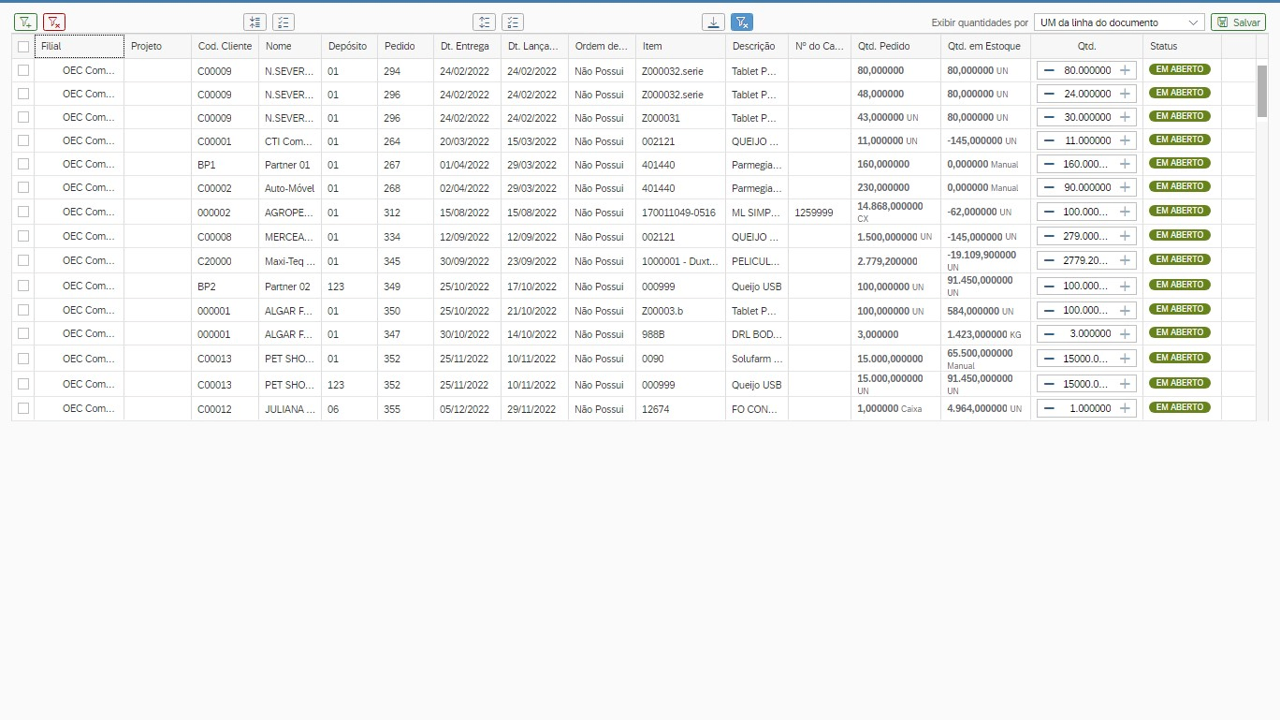 Exibir quantidades por UM da linha do documento Salvar
Filial Projeto Cod. Cliente Nome Depósito Pedido Dt. Entrega Dt. Lança... Ordem de... Item Descrição Nº do Ca... Qtd. Pedido Qtd. em Estoque Qtd. Status
OEC Com... C00009 N.SEVER... 01 294 24/02/2022 24/02/2022 Não Possui Z000032.serie Tablet P... 80,000000 80,000000 UN 80.000000 EM ABERTO
OEC Com... C00009 N.SEVER... 01 296 24/02/2022 24/02/2022 Não Possui Z000032.serie Tablet P... 48,000000 80,000000 UN 24.000000 EM ABERTO
OEC Com... C00009 N.SEVER... 01 296 24/02/2022 24/02/2022 Não Possui Z000031 Tablet P... 43,000000 UN 80,000000 UN 30.000000 EM ABERTO
OEC Com... C00001 CTI Com... 01 264 20/03/2022 15/03/2022 Não Possui 002121 QUEIJO ... 11,000000 UN -145,000000 UN 11.000000 EM ABERTO
OEC Com... BP1 Partner 01 01 267 01/04/2022 29/03/2022 Não Possui 401440 Parmegia... 160,000000 0,000000 Manual 160.000... EM ABERTO
OEC Com... C00002 Auto-Móvel 01 268 02/04/2022 29/03/2022 Não Possui 401440 Parmegia... 230,000000 0,000000 Manual 90.000000 EM ABERTO
OEC Com... 000002 AGROPE... 01 312 15/08/2022 15/08/2022 Não Possui 170011049-0516 ML SIMP... 1259999 14.868,000000 CX -62,000000 UN 100.000... EM ABERTO
OEC Com... C00008 MERCEA... 01 334 12/09/2022 12/09/2022 Não Possui 002121 QUEIJO ... 1.500,000000 UN -145,000000 UN 279.000... EM ABERTO
OEC Com... C20000 Maxi-Teq ... 01 345 30/09/2022 23/09/2022 Não Possui 1000001 - Duxt... PELICUL... 2.779,200000 -19.109,900000 UN 2779.20... EM ABERTO
OEC Com... BP2 Partner 02 123 349 25/10/2022 17/10/2022 Não Possui 000999 Queijo USB 100,000000 UN 91.450,000000 UN 100.000... EM ABERTO
OEC Com... 000001 ALGAR F... 01 350 25/10/2022 21/10/2022 Não Possui Z00003.b Tablet P... 100,000000 UN 584,000000 UN 100.000... EM ABERTO
OEC Com... 000001 ALGAR F... 01 347 30/10/2022 14/10/2022 Não Possui 988B DRL BOD... 3,000000 1.423,000000 KG 3.000000 EM ABERTO
OEC Com... C00013 PET SHO... 01 352 25/11/2022 10/11/2022 Não Possui 0090 Solufarm ... 15.000,000000 65.500,000000 Manual 15000.0... EM ABERTO
OEC Com... C00013 PET SHO... 123 352 25/11/2022 10/11/2022 Não Possui 000999 Queijo USB 15.000,000000 UN 91.450,000000 UN 15000.0... EM ABERTO
OEC Com... C00012 JULIANA ... 06 355 05/12/2022 29/11/2022 Não Possui 12674 FO CON... 1,000000 Caixa 4.964,000000 UN 1.000000 EM ABERTO